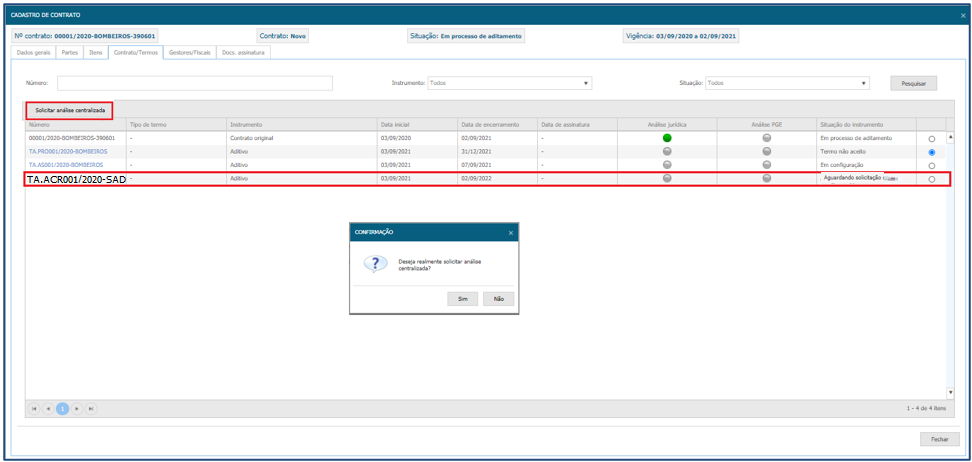 CADASTRO DE CONTRATO ×
Nº contrato: 00001/2020-BOMBEIROS-390601 Contrato: Novo Situação: Em processo de aditamento Vigência: 03/09/2020 a 02/09/2021
Dados gerais Partes Itens Contrato/Termos Gestores/Fiscais Docs. assinatura
Número: Instrumento: Todos Situação: Todos Pesquisar
Solicitar análise centralizada
Número Tipo de termo Instrumento Data inicial Data de encerramento Data de assinatura Análise jurídica Análise PGE Situação do instrumento
00001/2020-BOMBEIROS-390601 - Contrato original 03/09/2020 02/09/2021 - Em processo de aditamento
TA.PRO001/2020-BOMBEIROS - Aditivo 03/09/2021 31/12/2021 - Termo não aceito
TA.AS001/2020-BOMBEIROS - Aditivo 03/09/2021 07/09/2021 - Em configuração
TA.ACR001/2020-SAD - Aditivo 03/09/2021 02/09/2022 - Aguardando solicitação
CONFIRMAÇÃO ×
? Deseja realmente solicitar análise
centralizada?
Sim Não
1 1 - 4 de 4 itens
Fechar